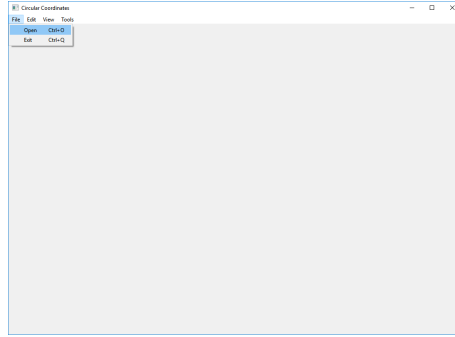 Circular Coordinates
File Edit View Tools
Open Ctrl+O
Exit Ctrl+Q